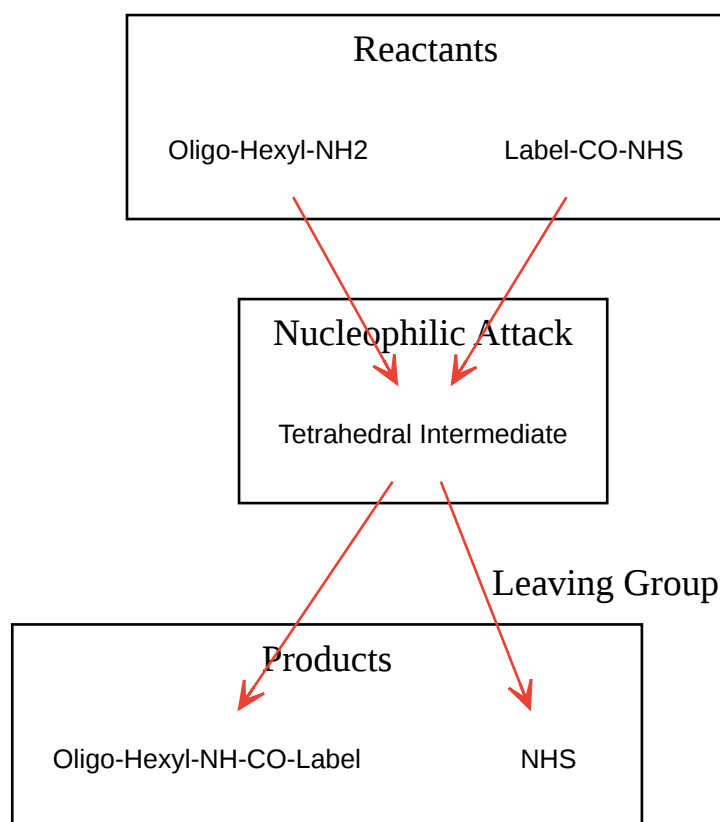 Reactants
Oligo-Hexyl-NH2 Label-CO-NHS
Nucleophilic Attack
Tetrahedral Intermediate
Leaving Group
Products
Oligo-Hexyl-NH-CO-Label NHS